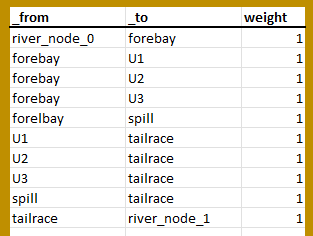 _from _to weight
river_node_0 forebay 1
forebay U1 1
forebay U2 1
forebay U3 1
forelbay spill 1
U1 tailrace 1
U2 tailrace 1
U3 tailrace 1
spill tailrace 1
tailrace river_node_1 1